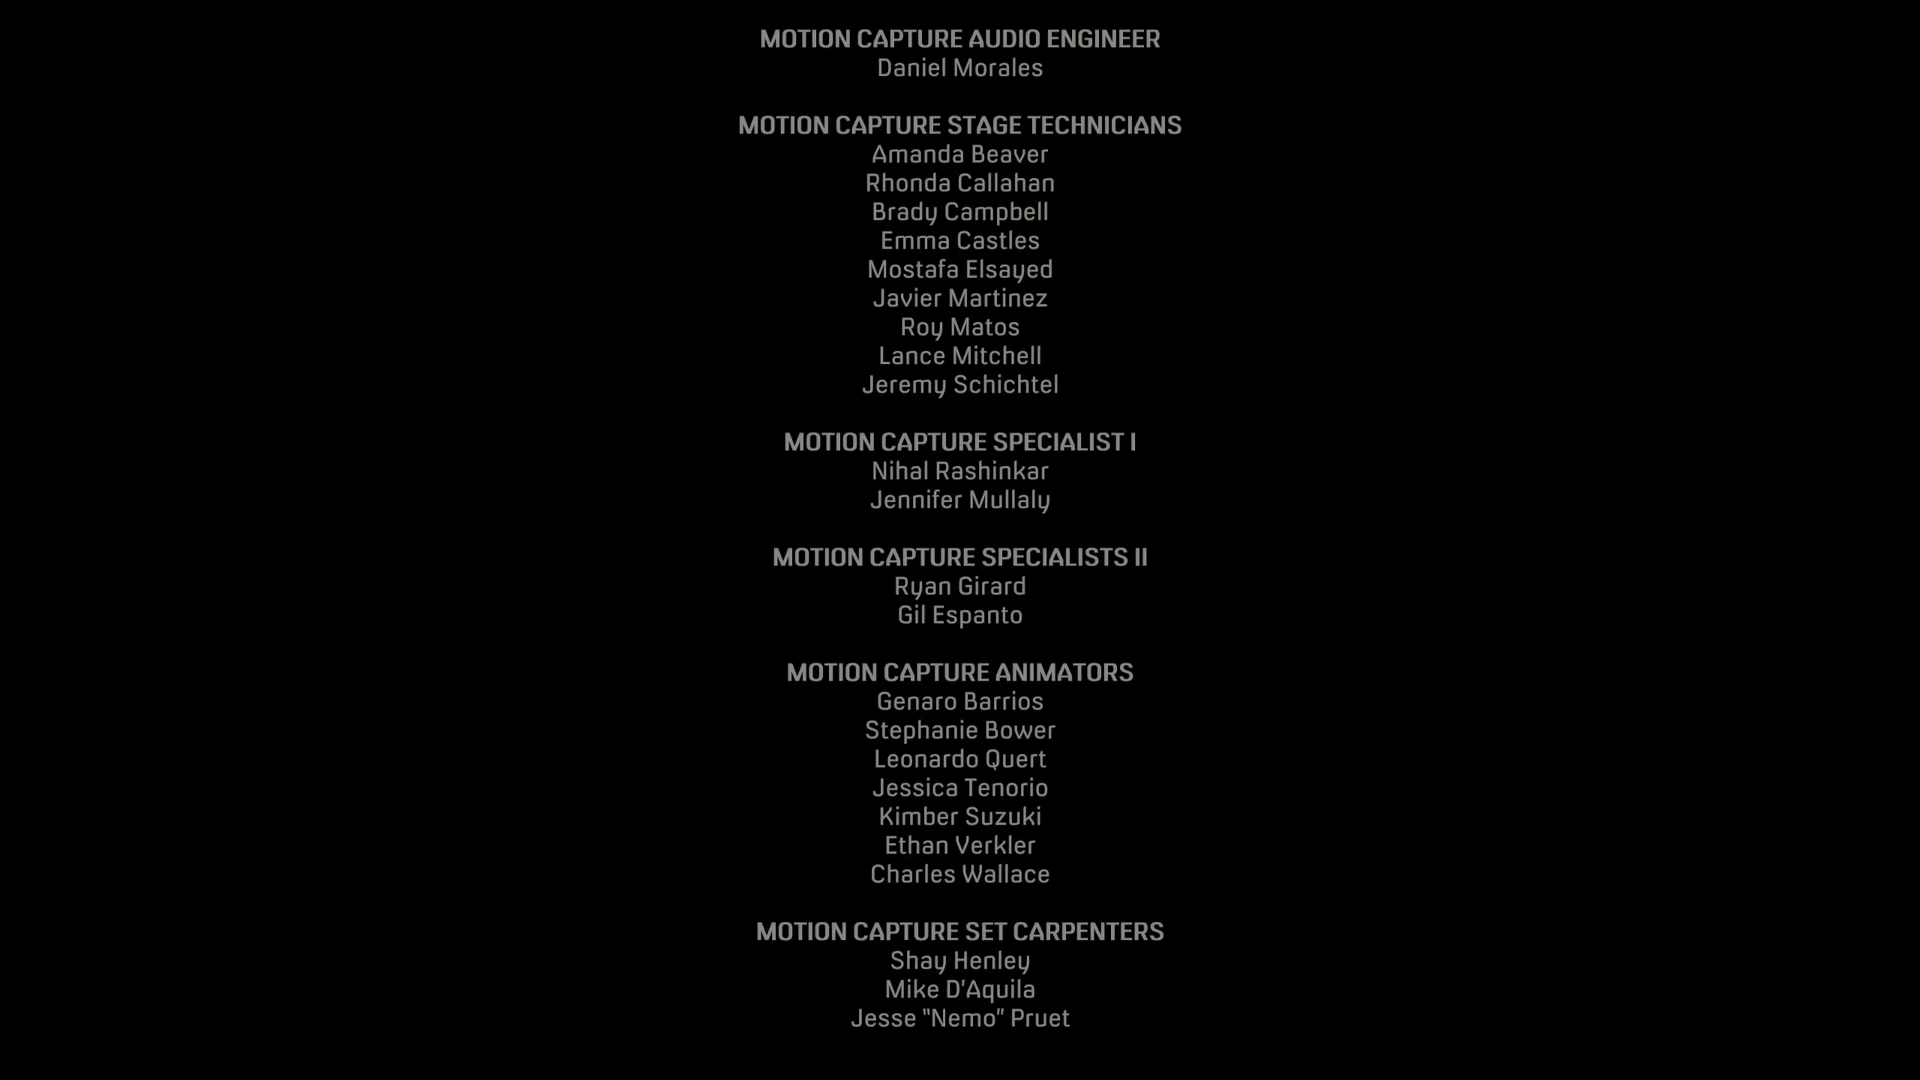 MOTION CAPTURE AUDIO ENGINEER
Daniel Morales
MOTION CAPTURE STAGE TECHNICIANS
Amanda Beaver
Rhonda Callahan
Brady Campbell
Emma Castles
Mostafa Elsayed
Javier Martinez
Roy Matos
Lance Mitchell
Jeremy Schichtel
MOTION CAPTURE SPECIALIST I
Nihal Rashinkar
Jennifer Mullaly
MOTION CAPTURE SPECIALISTS II
Ryan Girard
Gil Espanto
MOTION CAPTURE ANIMATORS
Genaro Barrios
Stephanie Bower
Leonardo Quert
Jessica Tenorio
Kimber Suzuki
Ethan Verkler
Charles Wallace
MOTION CAPTURE SET CARPENTERS
Shay Henley
Mike D’Aquila
Jesse “Nemo” Pruet